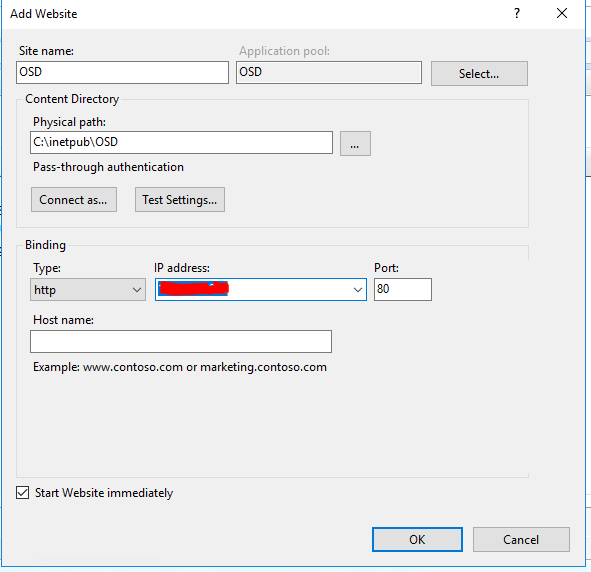 Add Website
?
Site name:
Application pool:
OSD
OSD
Select...
Content Directory
Physical path:
C:\inetpub\OSD
...
Pass-through authentication
Connect as...
Test Settings...
Binding
Type:
IP address:
Port:
http
80
Host name:
Example: www.contoso.com or marketing.contoso.com
Start Website immediately
OK
Cancel